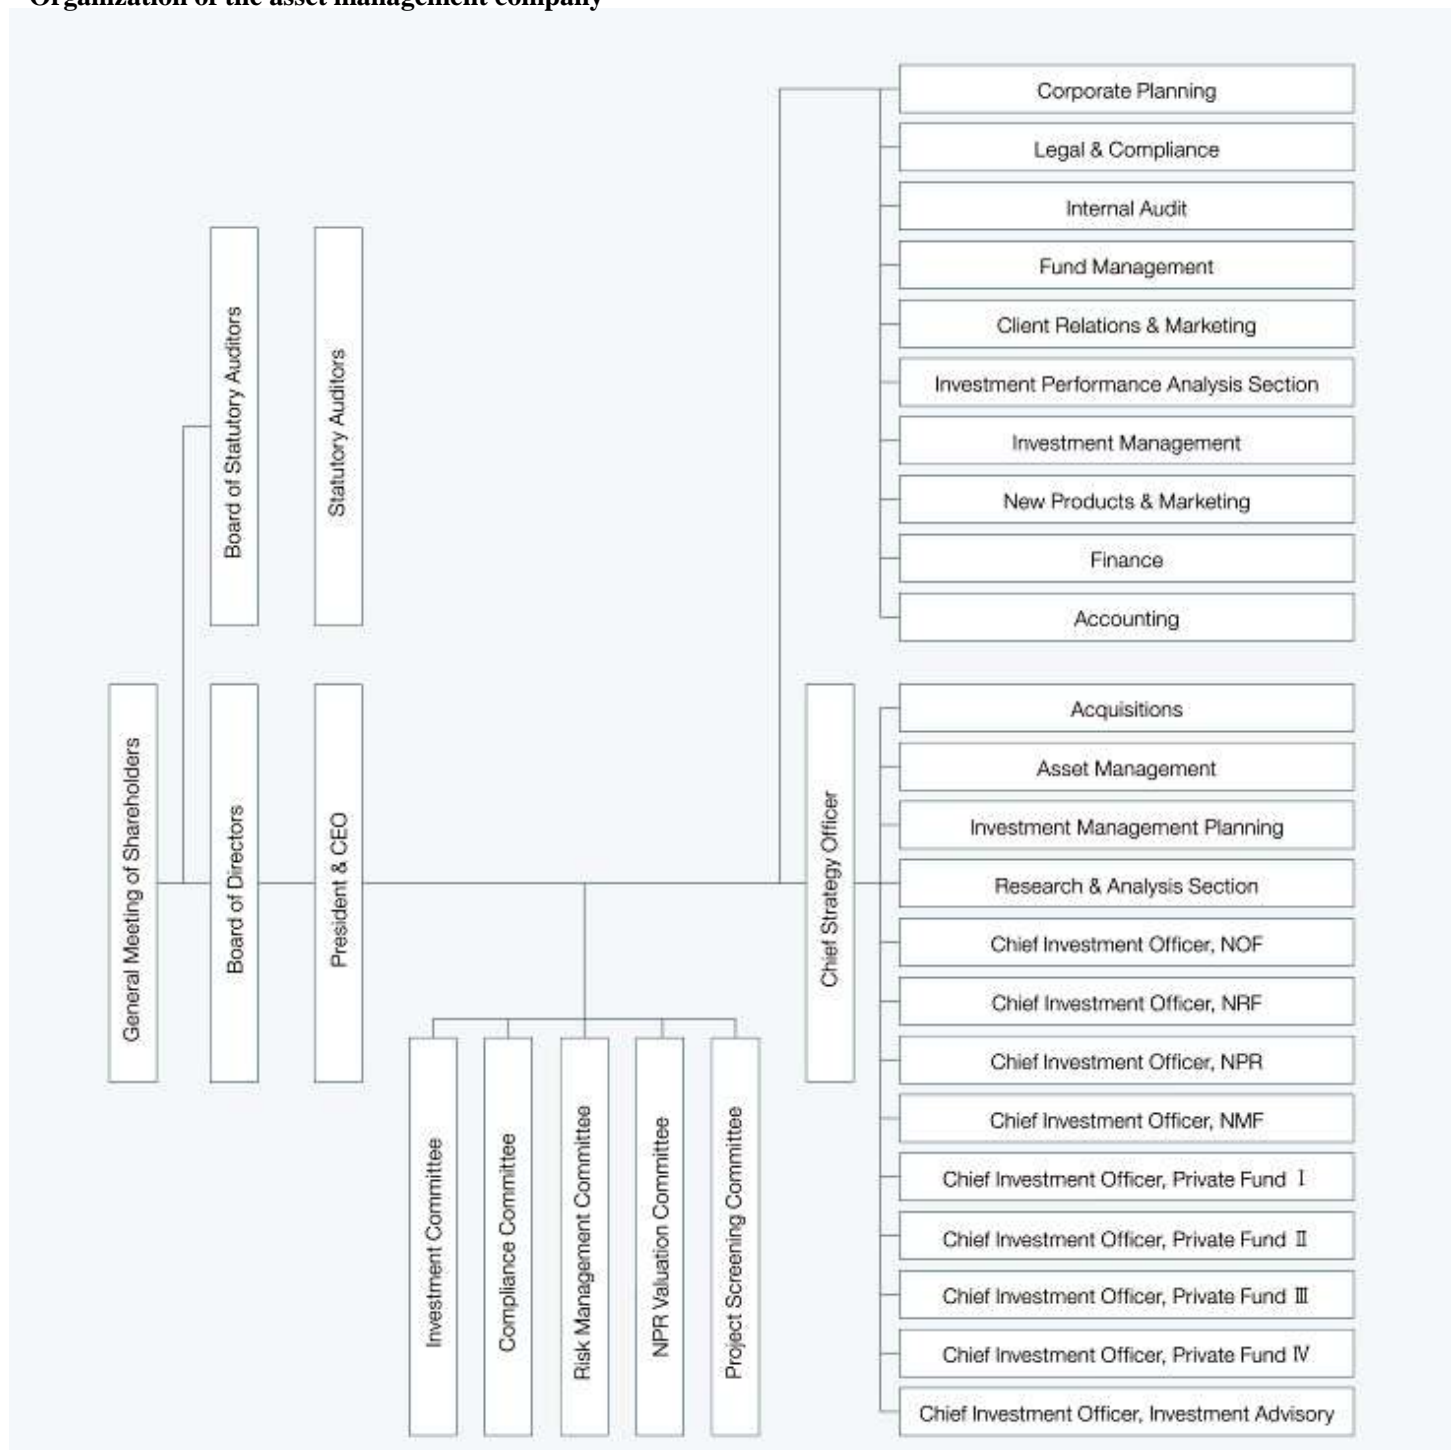 Organization of the asset management company
Corporate Planning
Legal & Compliance
Internal Audit
Fund Management
Client Relations & Marketing
Investment Performance Analysis Section
Investment Management
New Products & Marketing
Finance
Accounting
Board of Statutory Auditors
Statutory Auditors
General Meeting of Shareholders
Board of Directors
President & CEO
Chief Strategy Officer
Acquisitions
Asset Management
Investment Management Planning
Research & Analysis Section
Chief Investment Officer, NOF
Chief Investment Officer, NRF
Chief Investment Officer, NPR
Chief Investment Officer, NMF
Chief Investment Officer, Private Fund Ⅰ
Chief Investment Officer, Private Fund Ⅱ
Chief Investment Officer, Private Fund Ⅲ
Chief Investment Officer, Private Fund Ⅳ
Chief Investment Officer, Investment Advisory
Investment Committee
Compliance Committee
Risk Management Committee
NPR Valuation Committee
Project Screening Committee